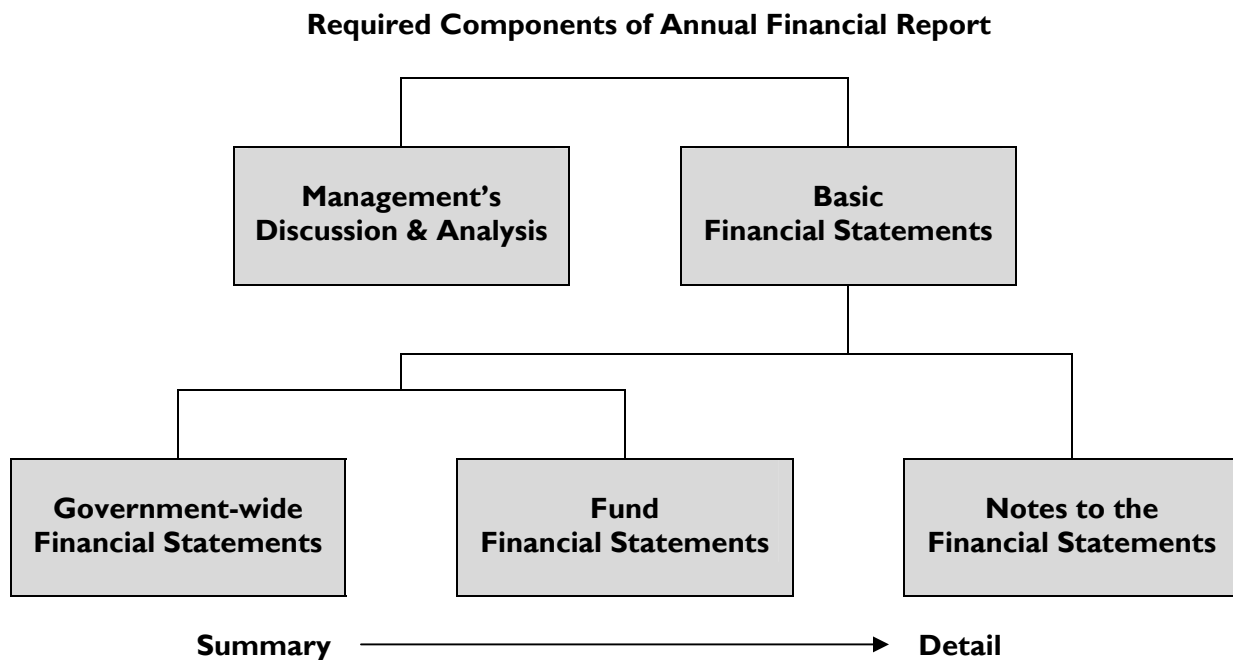 Required Components of Annual Financial Report
Management’s
Discussion & Analysis
Basic
Financial Statements
Government-wide
Financial Statements
Fund
Financial Statements
Notes to the
Financial Statements
Summary
Detail